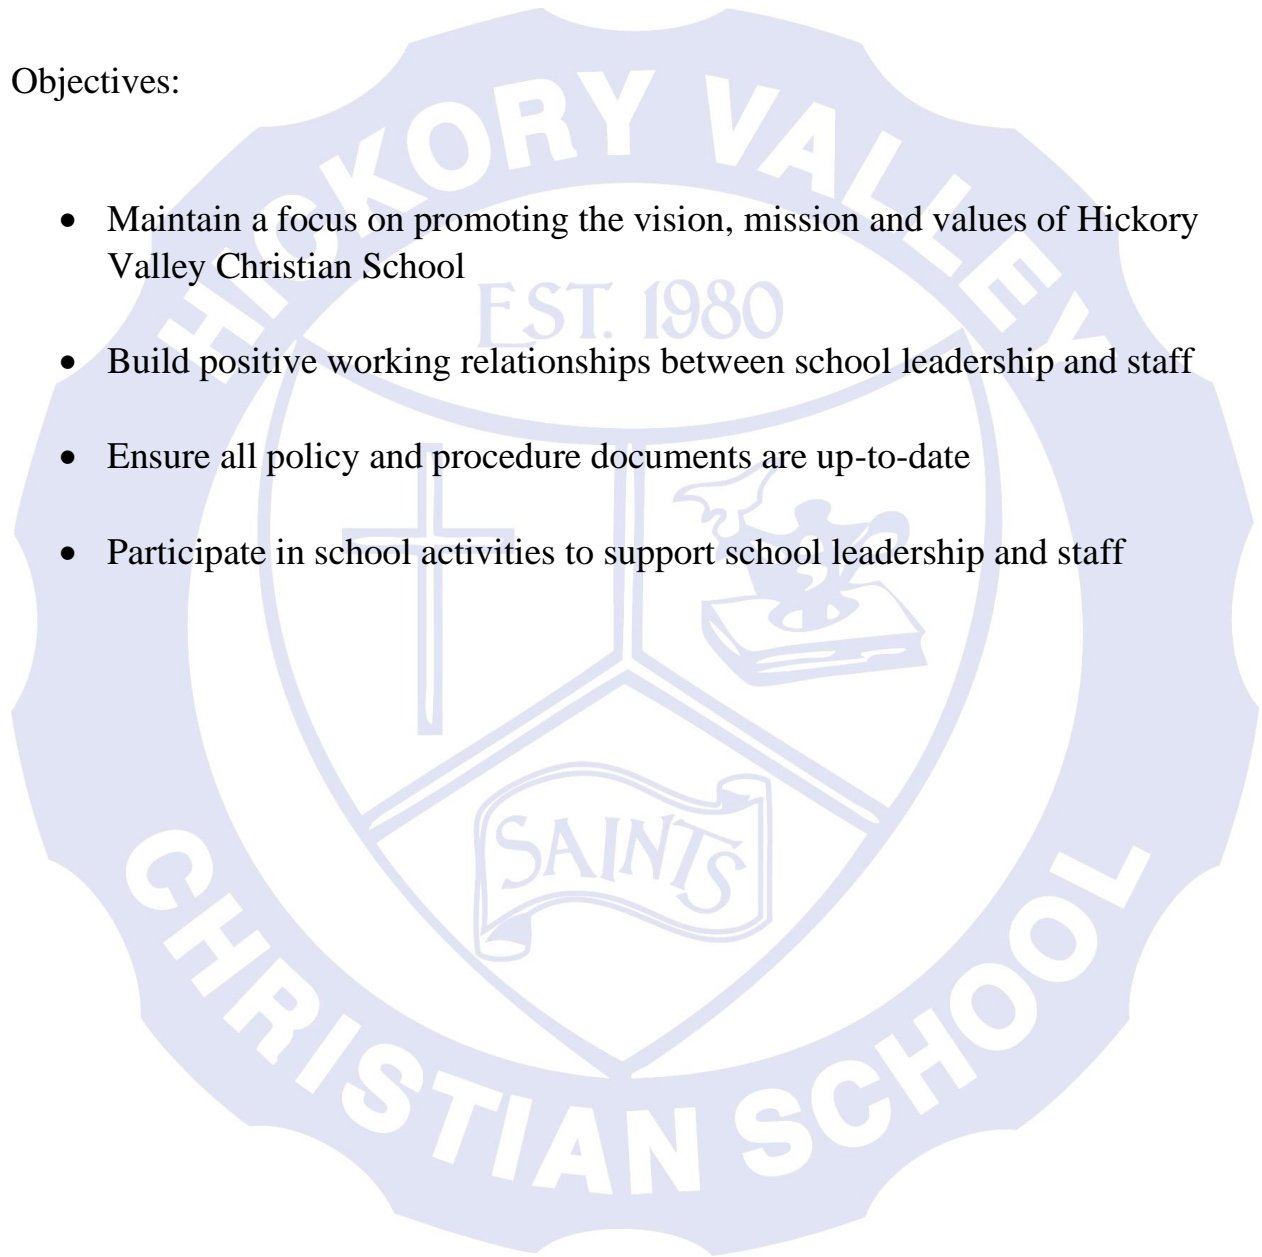 Objectives:
• Maintain a focus on promoting the vision, mission and values of Hickory
Valley Christian School
• Build positive working relationships between school leadership and staff
• Ensure all policy and procedure documents are up-to-date
• Participate in school activities to support school leadership and staff
HICKORY VALLEY
EST. 1980
SAINTS
CHRISTIAN SCHOOL